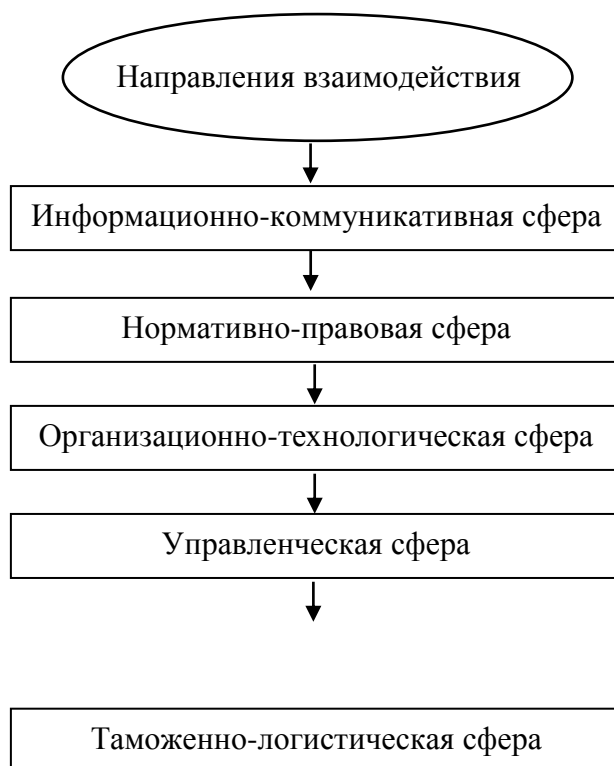 Направления взаимодействия
Информационно-коммуникативная сфера
Нормативно-правовая сфера
Организационно-технологическая сфера
Управленческая сфера
Таможенно-логистическая сфера